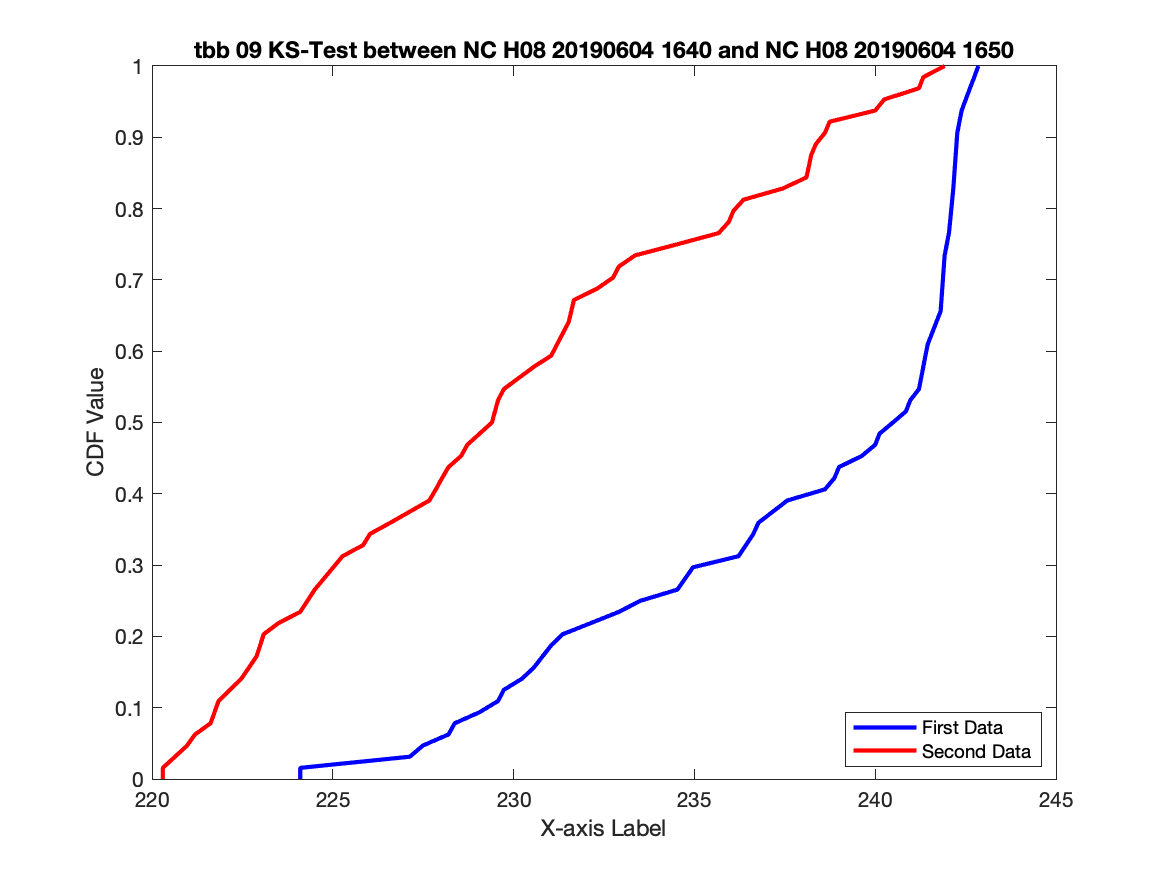 tbb 09 KS-Test between NC H08 20190604 1640 and NC H08 20190604 1650
1
0.9
0.8
0.7
0.6
0.5
0.4
0.3
0.2
0.1
0
CDF Value
First Data
Second Data
220 225 230 235 240 245
X-axis Label